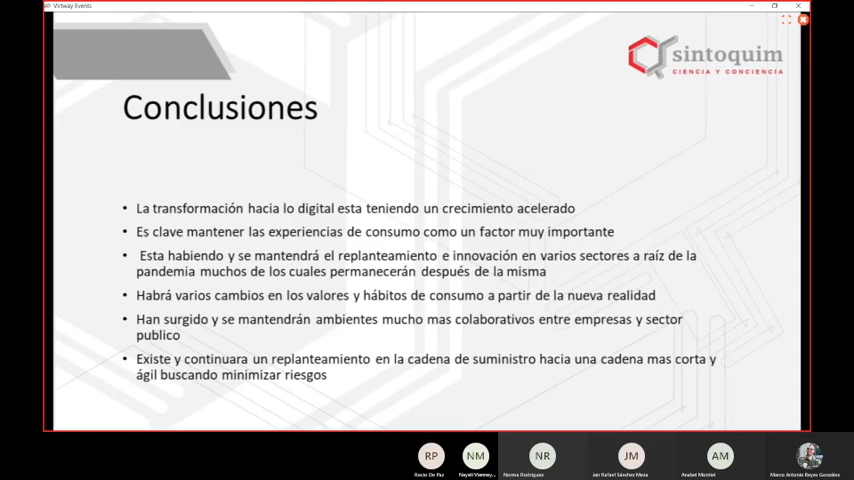 Virtway Events
sintoquim
CIENCIA Y CONCIENCIA
Conclusiones
• La transformación hacia lo digital esta teniendo un crecimiento acelerado
• Es clave mantener las experiencias de consumo como un factor muy importante
• Esta habiendo y se mantendrá el replanteamiento e innovación en varios sectores a raíz de la
pandemia muchos de los cuales permanecerán después de la misma
• Habrá varios cambios en los valores y hábitos de consumo a partir de la nueva realidad
• Han surgido y se mantendrán ambientes mucho mas colaborativos entre empresas y sector
publico
• Existe y continuara un replanteamiento en la cadena de suministro hacia una cadena mas corta y
ágil buscando minimizar riesgos
RP NM NR JM AM
Rocio De Paz Nayeli Vianney... Norma Rodriguez Jair Rafael Sánchez Meza Anabel Montiel Marco Antonio Reyes González